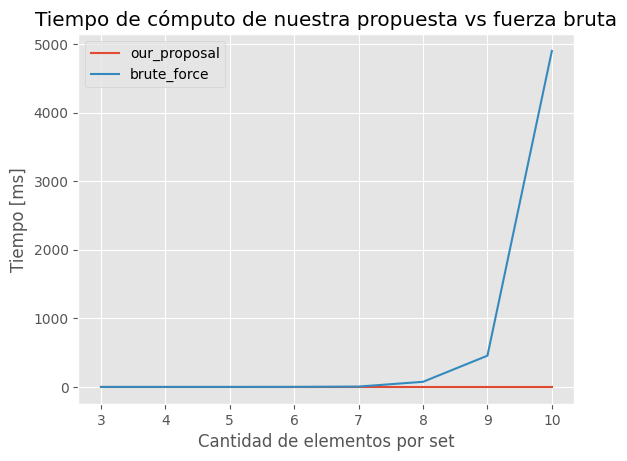 Tiempo de cómputo de nuestra propuesta vs fuerza bruta
our_proposal
brute_force
5000
4000
3000
2000
1000
0
Tiempo [ms]
3 4 5 6 7 8 9 10
Cantidad de elementos por set